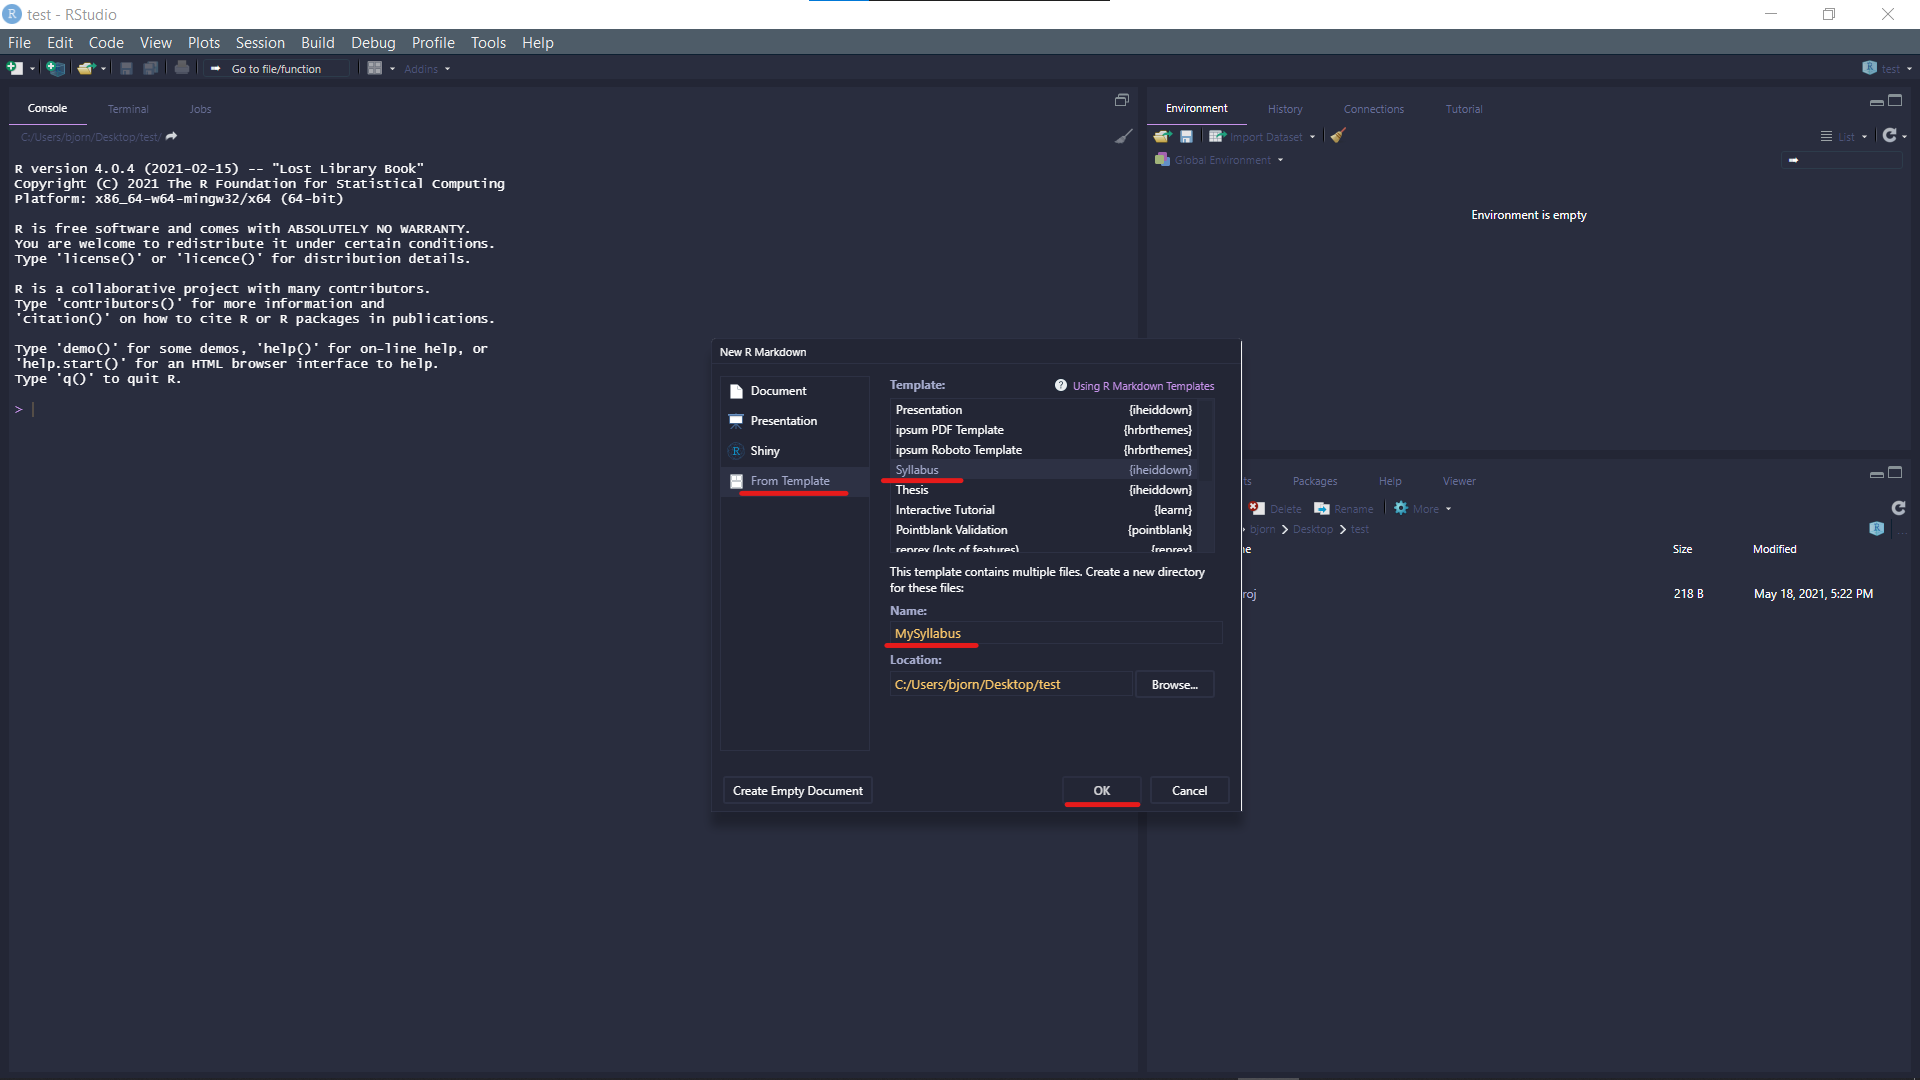 test - RStudio
File Edit Code View Plots Session Build Debug Profile Tools Help
Go to file/function Addins test
Console Terminal Jobs
C:/Users/bjorn/Desktop/test/
R version 4.0.4 (2021-02-15) -- "Lost Library Book"
Copyright (C) 2021 The R Foundation for Statistical Computing
Platform: x86_64-w64-mingw32/x64 (64-bit)
R is free software and comes with ABSOLUTELY NO WARRANTY.
You are welcome to redistribute it under certain conditions.
Type 'license()' or 'licence()' for distribution details.
R is a collaborative project with many contributors.
Type 'contributors()' for more information and
'citation()' on how to cite R or R packages in publications.
Type 'demo()' for some demos, 'help()' for on-line help, or
'help.start()' for an HTML browser interface to help.
Type 'q()' to quit R.
>
Environment History Connections Tutorial
Import Dataset List
Global Environment
Environment is empty
New R Markdown
Document
Presentation
Shiny
From Template
Template: Using R Markdown Templates
Presentation {iheiddown}
ipsum PDF Template {hrbrthemes}
ipsum Roboto Template {hrbrthemes}
Syllabus {iheiddown}
Thesis {iheiddown}
Interactive Tutorial {learnr}
Pointblank Validation {pointblank}
reprex (lots of features) {reprex}
This template contains multiple files. Create a new directory
for these files:
Name:
MySyllabus
Location:
C:/Users/bjorn/Desktop/test Browse...
Create Empty Document OK Cancel
ts Packages Help Viewer
Delete Rename More
bjorn Desktop test
ne Size Modified
roj 218 B May 18, 2021, 5:22 PM